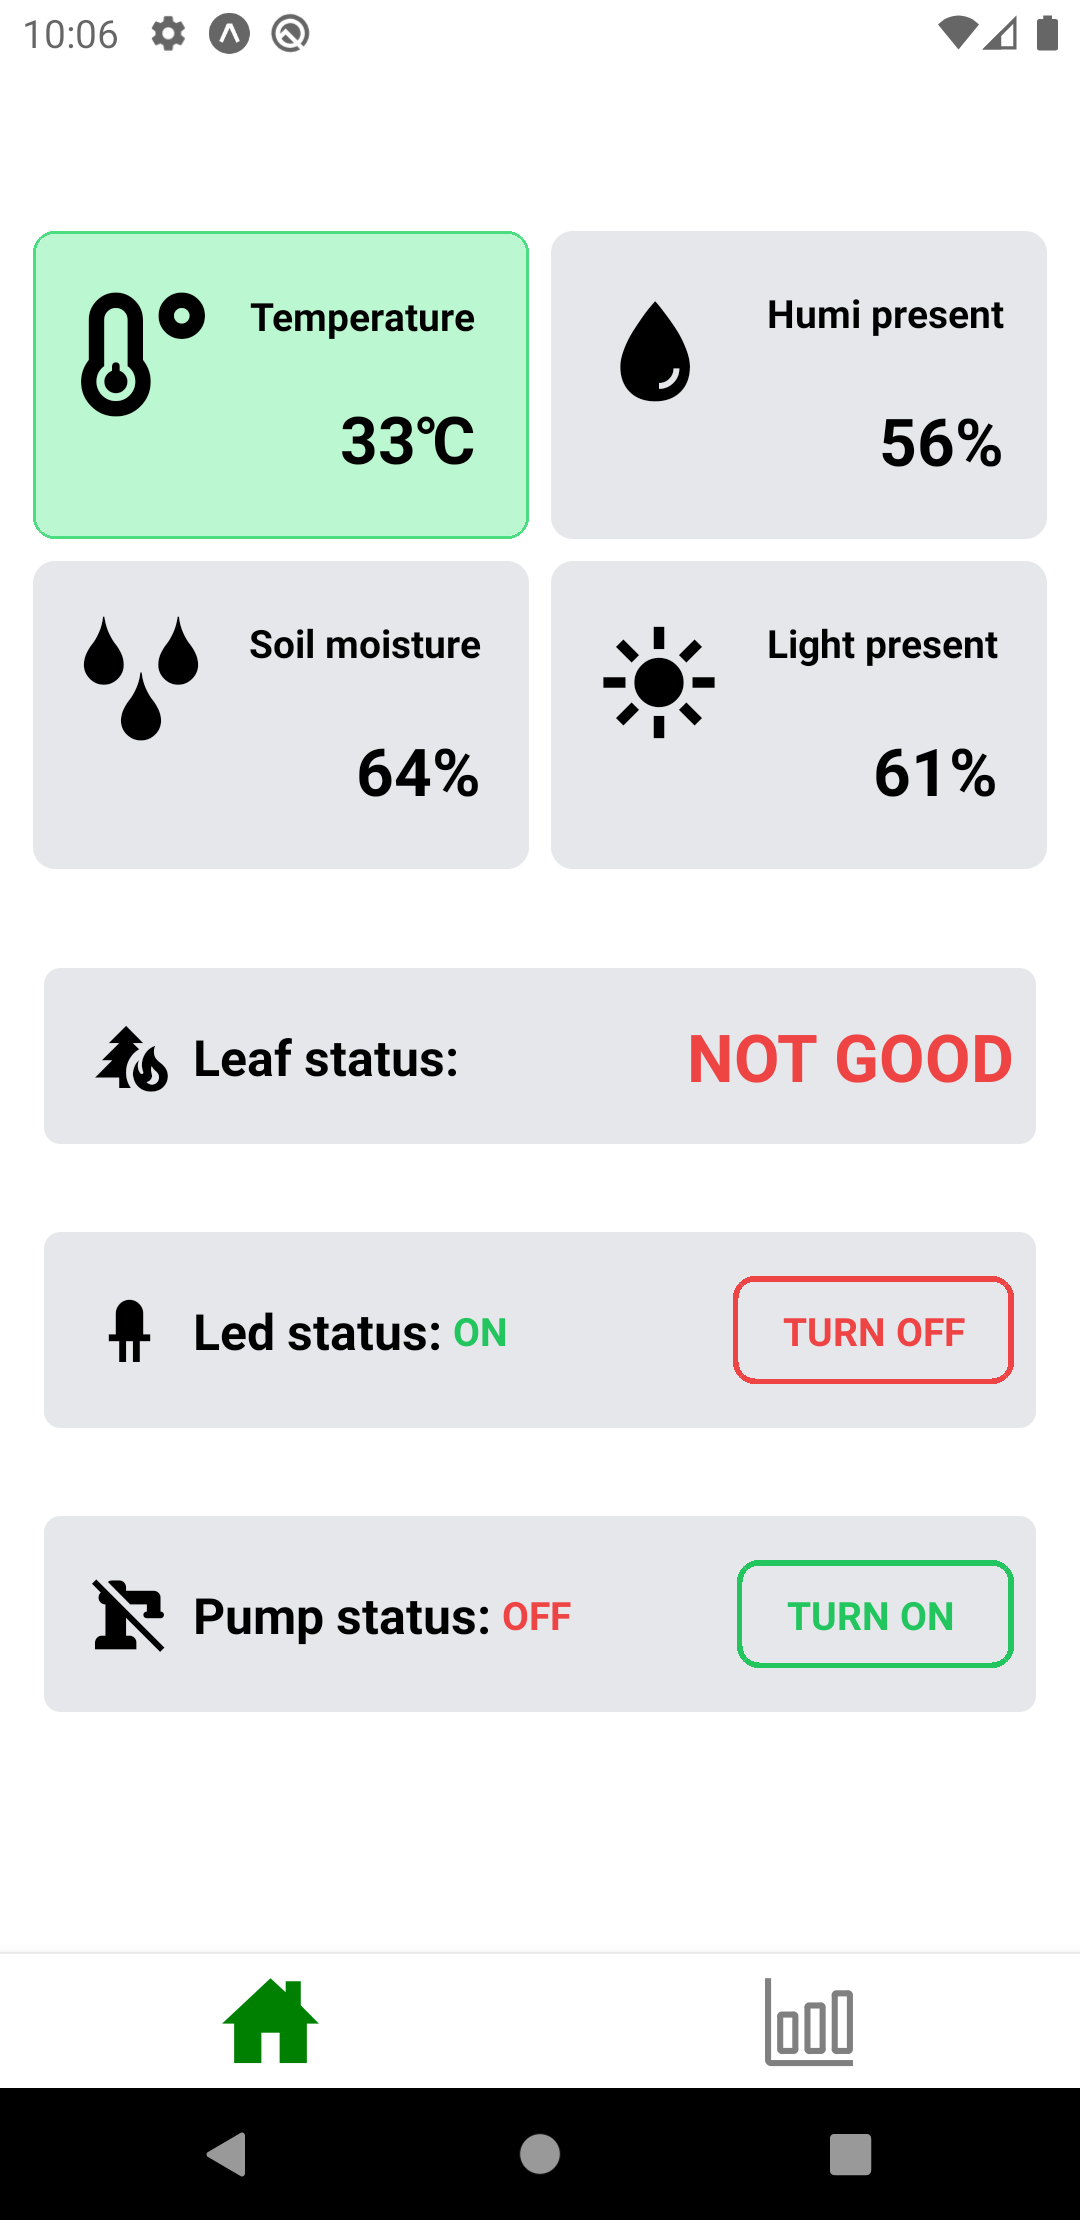 10:06
Temperature
33°C
Humi present
56%
Soil moisture
64%
Light present
61%
Leaf status: NOT GOOD
Led status: ON TURN OFF
Pump status: OFF TURN ON